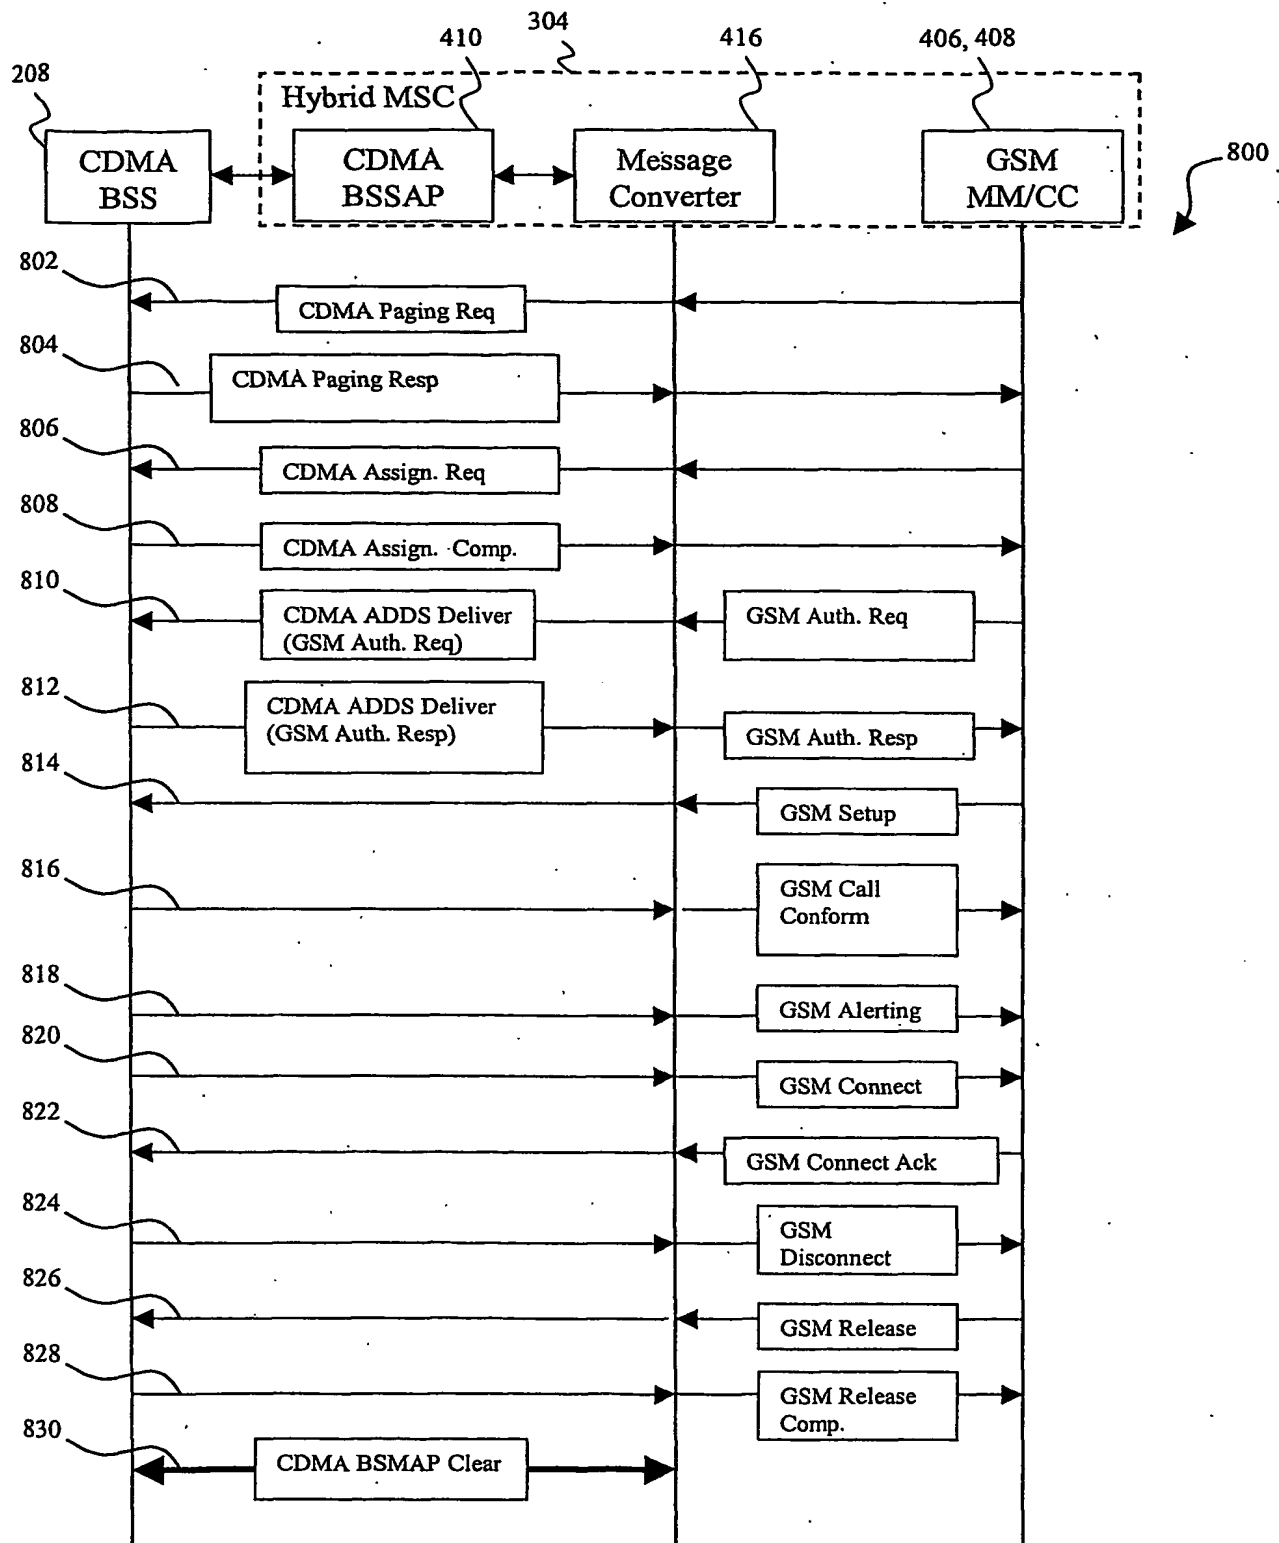 304
410
416
406, 408
208
Hybrid MSC
800
CDMA
BSS
CDMA
BSSAP
Message
Converter
GSM
MM/CC
802
CDMA Paging Req
804
CDMA Paging Resp
806
CDMA Assign. Req
808
CDMA Assign. Comp.
810
CDMA ADDS Deliver
(GSM Auth. Req)
GSM Auth. Req
812
CDMA ADDS Deliver
(GSM Auth. Resp)
GSM Auth. Resp
814
GSM Setup
816
GSM Call
Conform
818
GSM Alerting
820
GSM Connect
822
GSM Connect Ack
824
GSM
Disconnect
826
GSM Release
828
GSM Release
Comp.
830
CDMA BSMAP Clear